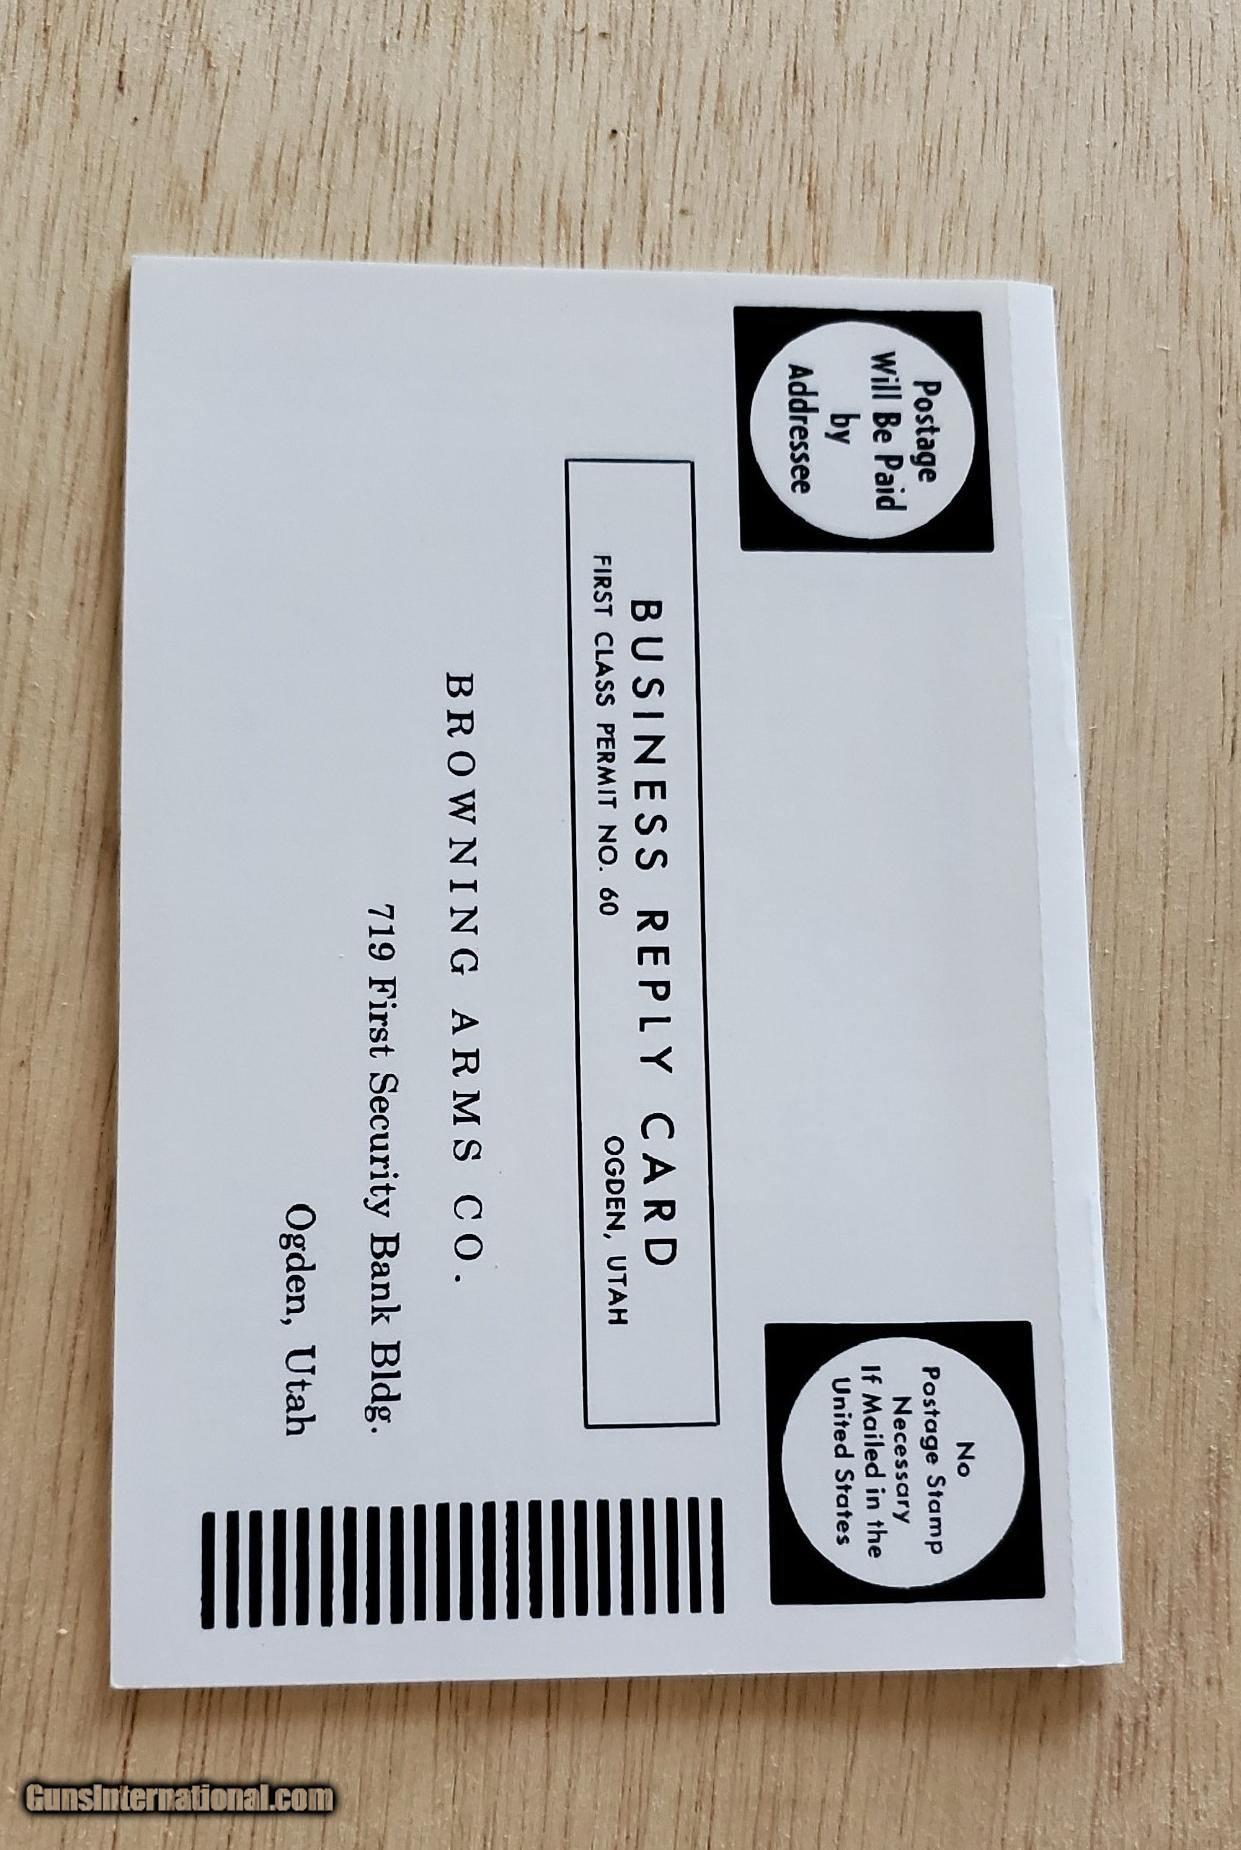 Postage
Will Be Paid
by
Addressee
No
Postage Stamp
Necessary
If Mailed in the
United States
BUSINESS REPLY CARD
FIRST CLASS PERMIT NO. 60 OGDEN, UTAH
BROWNING ARMS CO.
719 First Security Bank Bldg.
Ogden, Utah
GunsInternational.com